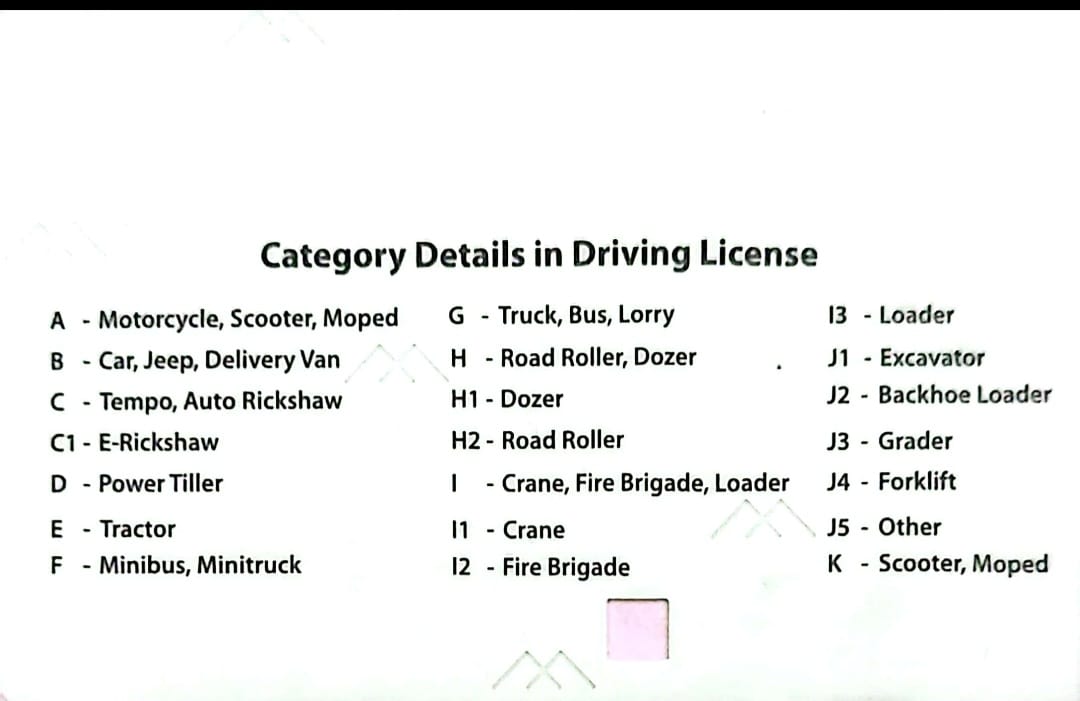 Category Details in Driving License
A - Motorcycle, Scooter, Moped
B - Car, Jeep, Delivery Van
C - Tempo, Auto Rickshaw
C1 - E-Rickshaw
D - Power Tiller
E - Tractor
F - Minibus, Minitruck
G - Truck, Bus, Lorry
H - Road Roller, Dozer
H1 - Dozer
H2 - Road Roller
I - Crane, Fire Brigade, Loader
I1 - Crane
I2 - Fire Brigade
I3 - Loader
J1 - Excavator
J2 - Backhoe Loader
J3 - Grader
J4 - Forklift
J5 - Other
K - Scooter, Moped